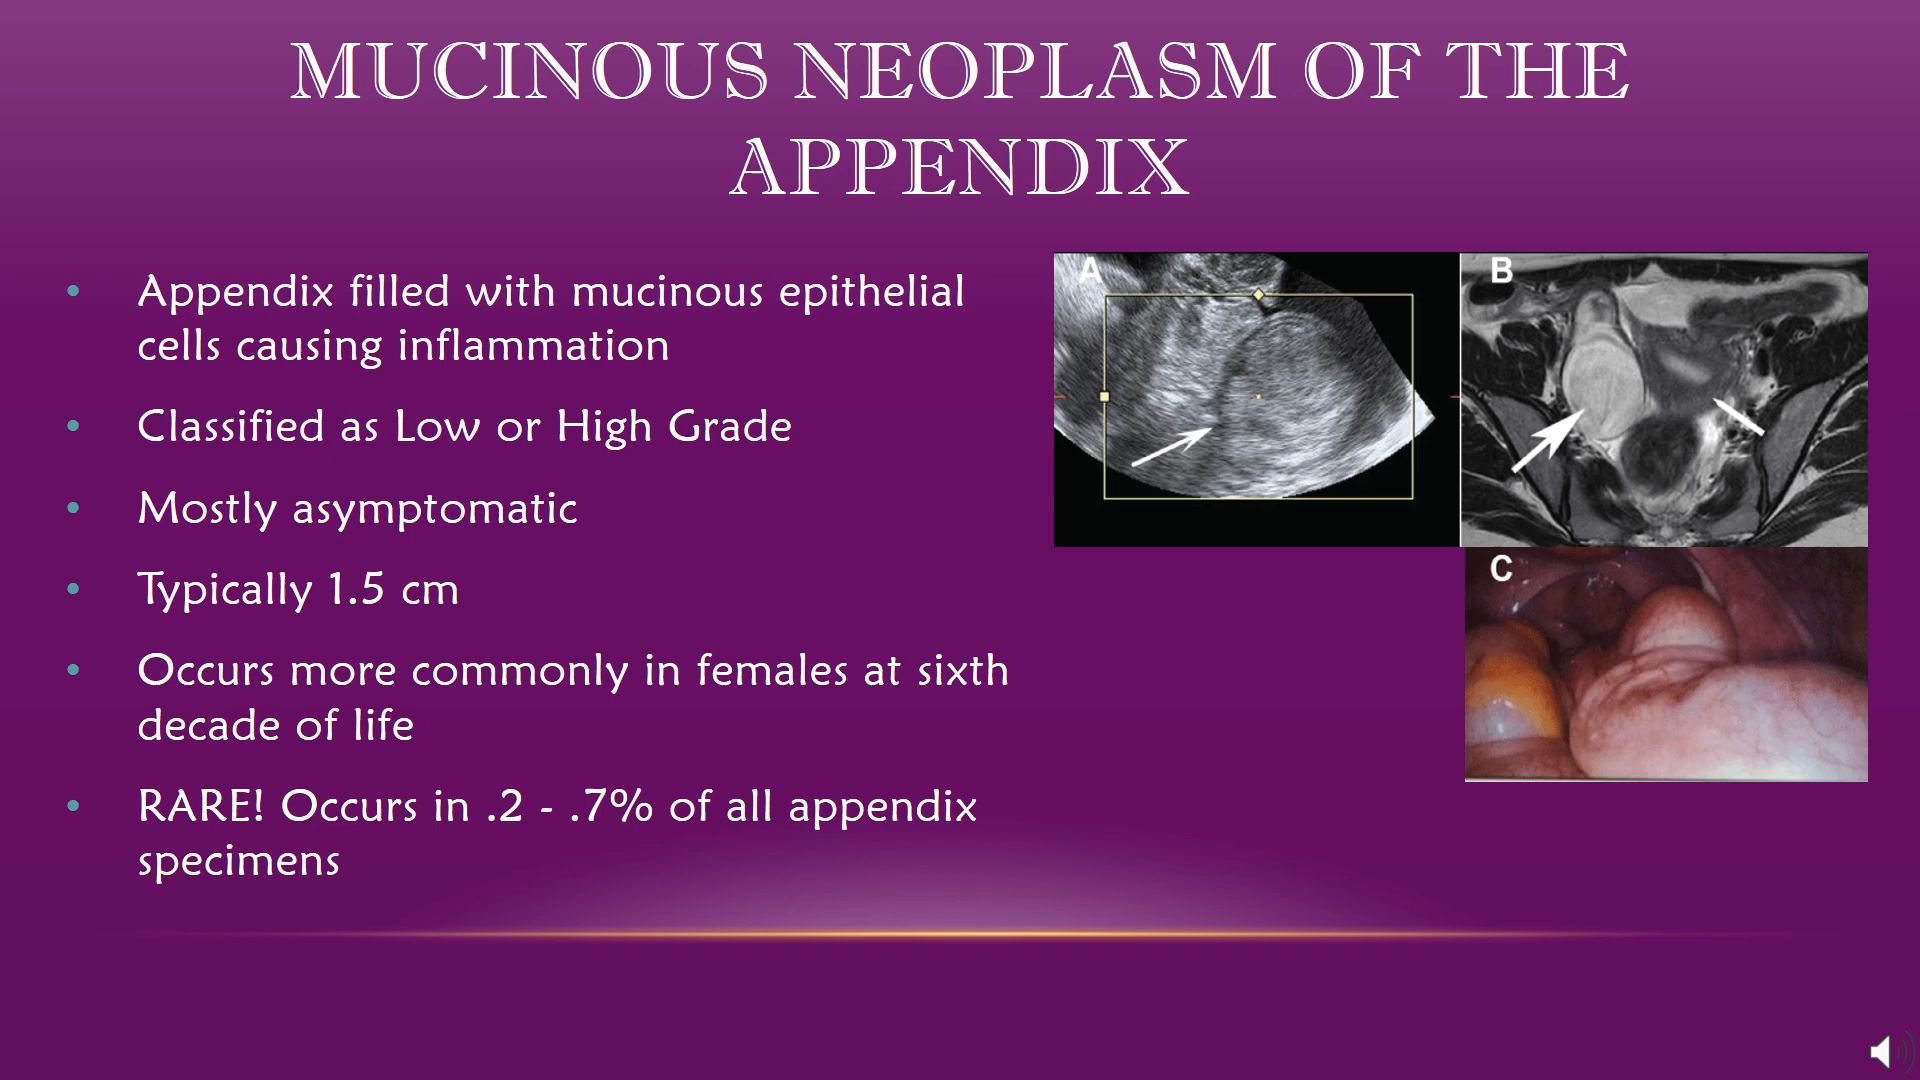 MUCINOUS NEOPLASM OF THE
APPENDIX
• Appendix filled with mucinous epithelial
cells causing inflammation
• Classified as Low or High Grade
• Mostly asymptomatic
• Typically 1.5 cm
• Occurs more commonly in females at sixth
decade of life
• RARE! Occurs in .2 - .7% of all appendix
specimens
A
B
C